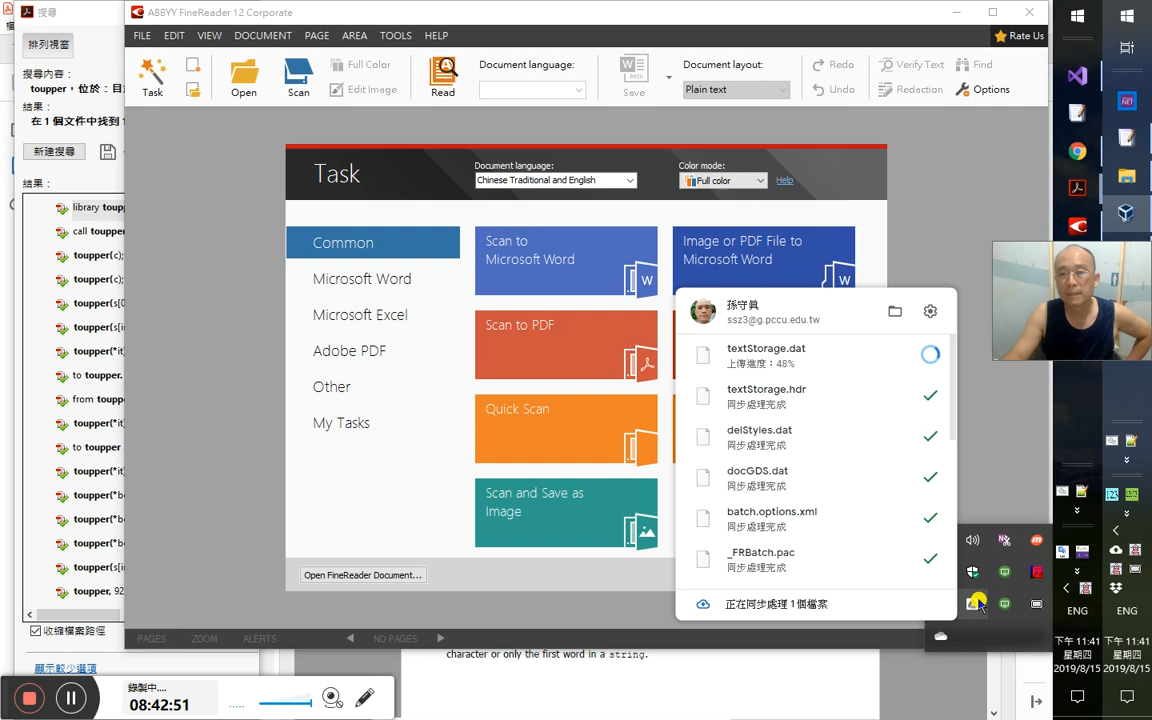 搜尋
排列視窗
搜尋內容：
toupper，位於：目
結果：
在 1 個文件中找到 1
新建搜尋
結果：
library toupp
call toupper
toupper(c);
toupper(c);
toupper(s[0
toupper(s[in
toupper(*it)
to toupper.
from toupper
toupper(*it)
to toupper
toupper(*it)
toupper(*be
toupper(*be
toupper(*be
toupper(s[in
toupper, 92
收縮檔案路徑
顯示較少選項
ABBYY FineReader 12 Corporate
FILE EDIT VIEW DOCUMENT PAGE AREA TOOLS HELP
Rate Us
Task
Open
Scan
Full Color
Edit Image
Read
Document language:
Save
Document layout:
Plain text
Redo
Undo
Verify Text
Find
Redaction
Options
Task
Document language:
Chinese Traditional and English
Color mode:
Full color
Help
Common
Microsoft Word
Microsoft Excel
Adobe PDF
Other
My Tasks
Scan to
Microsoft Word
Image or PDF File to
Microsoft Word
Scan to PDF
Quick Scan
Scan and Save as
Image
Open FineReader Document...
PAGES ZOOM ALERTS NO PAGES
孫守真
ssz3@g.pccu.edu.tw
textStorage.dat
上傳進度：48%
textStorage.hdr
同步處理完成
delStyles.dat
同步處理完成
docGDS.dat
同步處理完成
batch.options.xml
同步處理完成
_FRBatch.pac
同步處理完成
正在同步處理 1 個檔案
character or only the first word in a string.
錄製中....
08:42:51
ENG
下午 11:41
星期四
2019/8/15
ENG
下午 11:41
星期四
2019/8/15